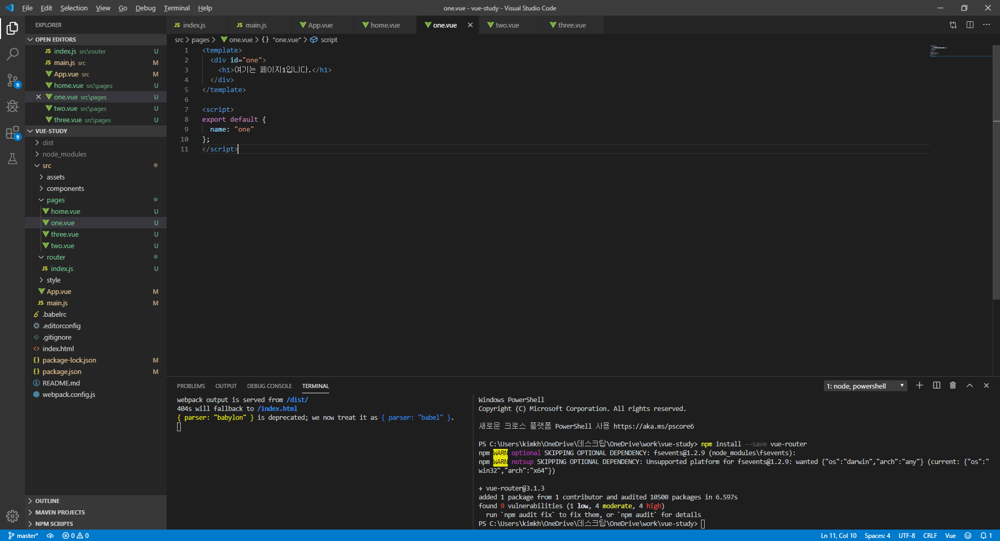 File Edit Selection View Go Debug Terminal Help
one.vue - vue-study - Visual Studio Code
EXPLORER
OPEN EDITORS
JS index.js src\router U
JS main.js src M
App.vue src M
home.vue src\pages U
one.vue src\pages U
two.vue src\pages U
three.vue src\pages U
VUE-STUDY
dist
node_modules
src
assets
components
pages
home.vue U
one.vue U
three.vue U
two.vue U
router
JS index.js U
style
App.vue M
JS main.js M
.babelrc
.editorconfig
.gitignore
index.html
{} package-lock.json M
{} package.json M
README.md
webpack.config.js
OUTLINE
MAVEN PROJECTS
NPM SCRIPTS
9
9
JS index.js JS main.js App.vue home.vue one.vue two.vue three.vue
src > pages > one.vue > {} "one.vue" > script
1 <template>
2 <div id="one">
3 <h1>여기는 페이지1입니다.</h1>
4 </div>
5 </template>
6
7 <script>
8 export default {
9 name: "one"
10 };
11 </script>
PROBLEMS OUTPUT DEBUG CONSOLE TERMINAL
1: node, powershell
webpack output is served from /dist/
404s will fallback to /index.html
{ parser: "babylon" } is deprecated; we now treat it as { parser: "babel" }.
Windows PowerShell
Copyright (C) Microsoft Corporation. All rights reserved.
새로운 크로스 플랫폼 PowerShell 사용 https://aka.ms/pscore6
PS C:\Users\kimkh\OneDrive\데스크탑\OneDrive\work\vue-study> npm install --save vue-router
npm WARN optional SKIPPING OPTIONAL DEPENDENCY: fsevents@1.2.9 (node_modules\fsevents):
npm WARN notsup SKIPPING OPTIONAL DEPENDENCY: Unsupported platform for fsevents@1.2.9: wanted {"os":"darwin","arch":"any"} (current: {"os":"
win32","arch":"x64"})
+ vue-router@3.1.3
added 1 package from 1 contributor and audited 10500 packages in 6.597s
found 9 vulnerabilities (1 low, 4 moderate, 4 high)
run `npm audit fix` to fix them, or `npm audit` for details
PS C:\Users\kimkh\OneDrive\데스크탑\OneDrive\work\vue-study>
master* 0 0
Ln 11, Col 10 Spaces: 4 UTF-8 CRLF Vue 1